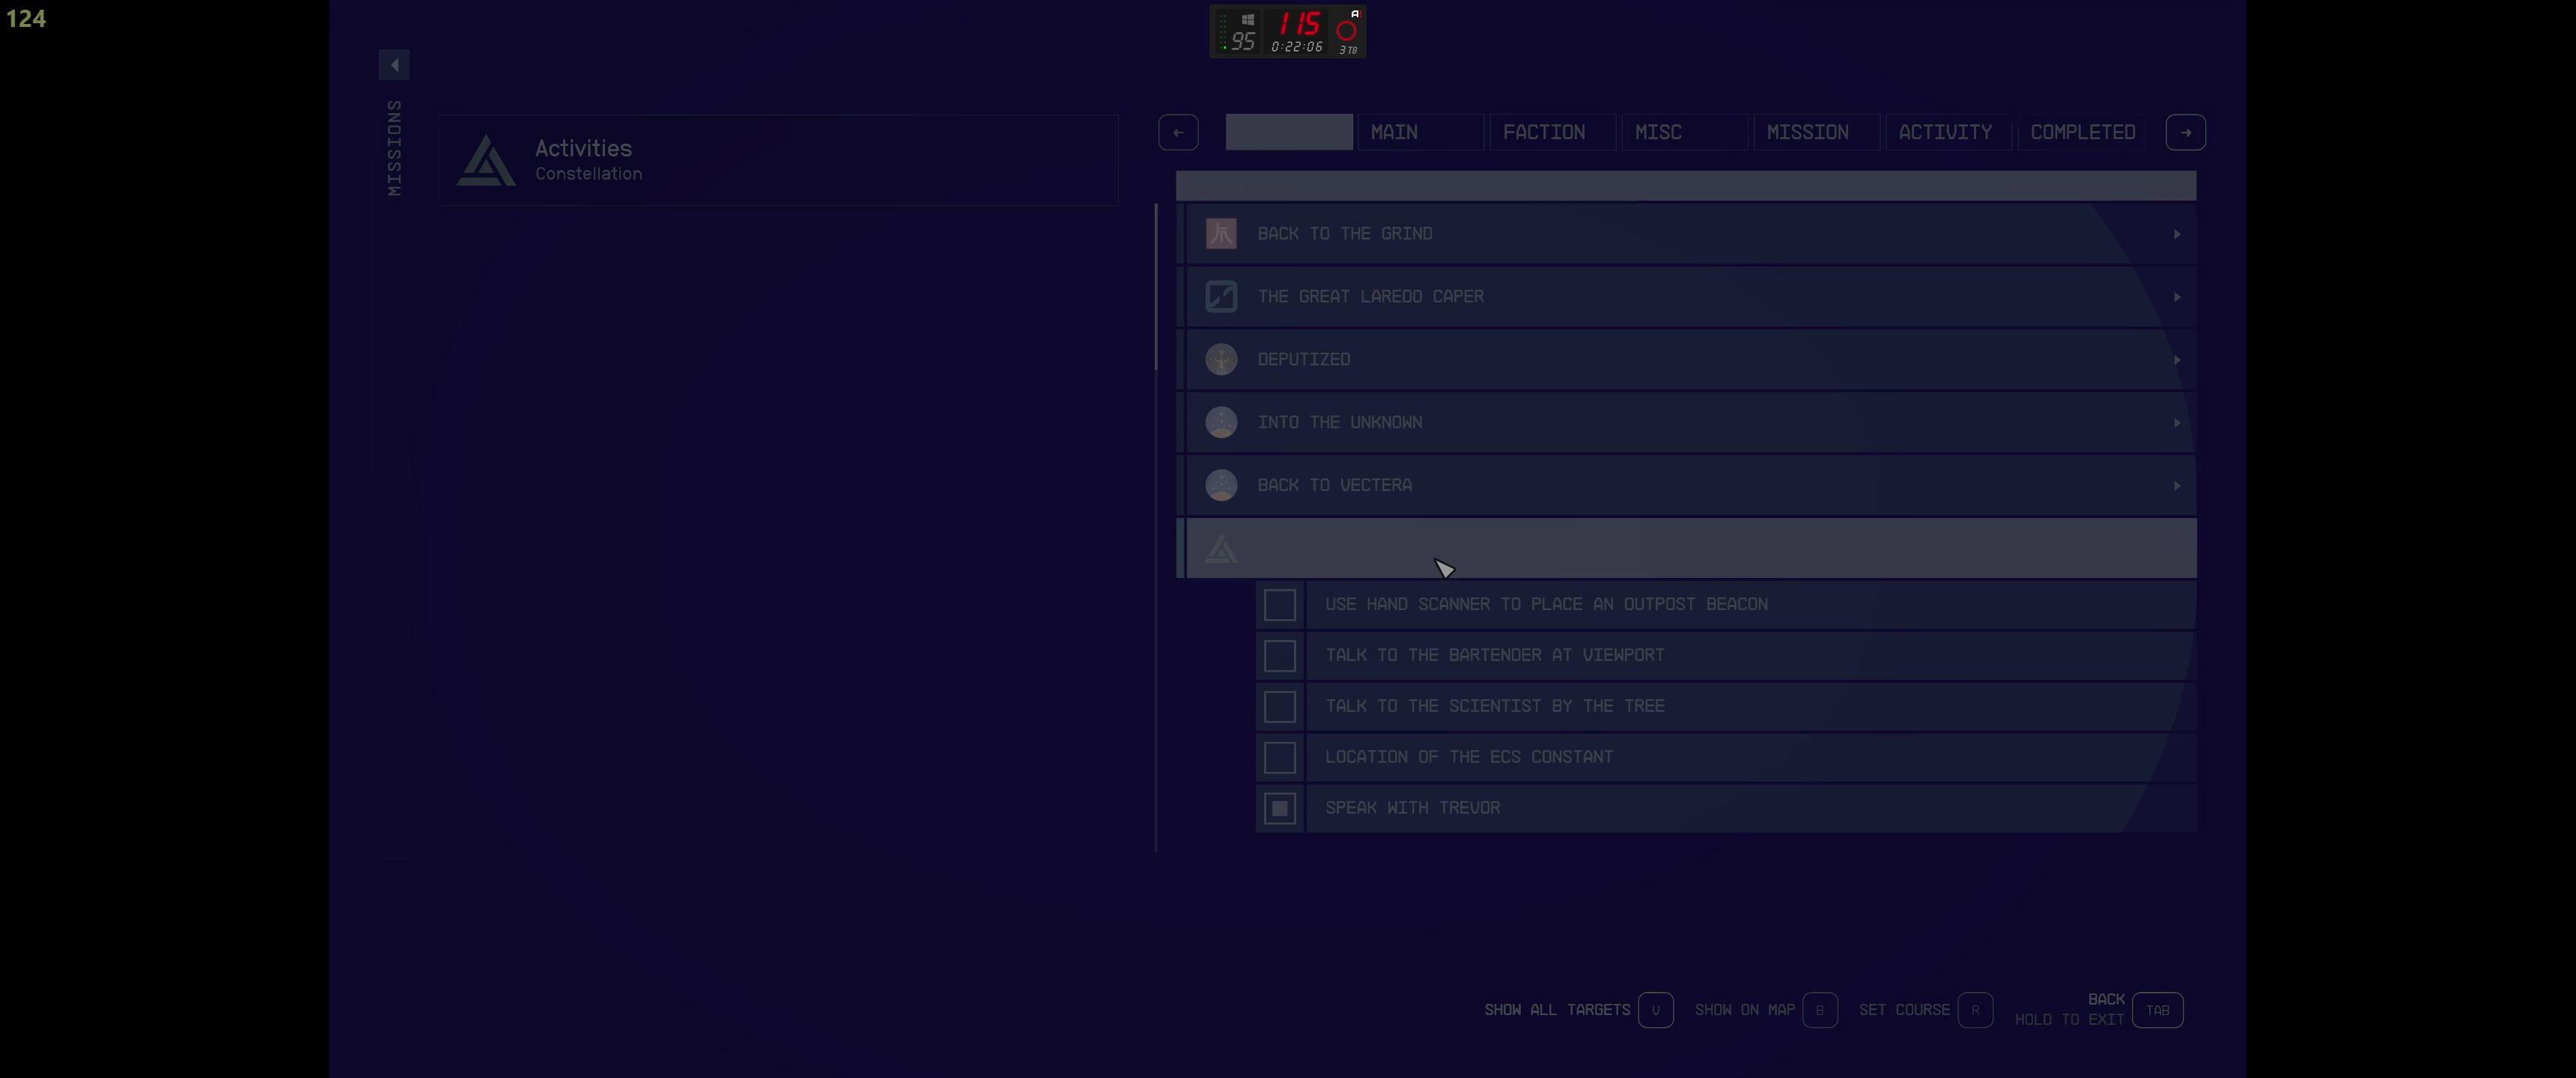 124
95
115
0:22:06
3TB
MISSIONS
Activities
Constellation
MAIN
FACTION
MISC
MISSION
ACTIVITY
COMPLETED
BACK TO THE GRIND
THE GREAT LAREDO CAPER
DEPUTIZED
INTO THE UNKNOWN
BACK TO VECTERA
USE HAND SCANNER TO PLACE AN OUTPOST BEACON
TALK TO THE BARTENDER AT VIEWPORT
TALK TO THE SCIENTIST BY THE TREE
LOCATION OF THE ECS CONSTANT
SPEAK WITH TREVOR
SHOW ALL TARGETS V
SHOW ON MAP B
SET COURSE R
BACK
HOLD TO EXIT
TAB